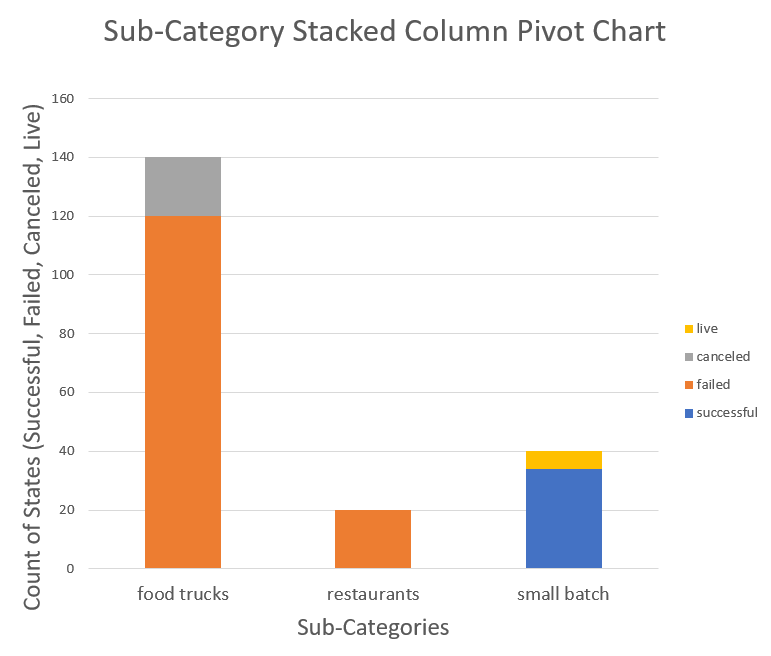 Sub-Category Stacked Column Pivot Chart
Count of States (Successful, Failed, Canceled, Live)
160
140
120
100
80
60
40
20
0
food trucks
restaurants
small batch
Sub-Categories
live
canceled
failed
successful